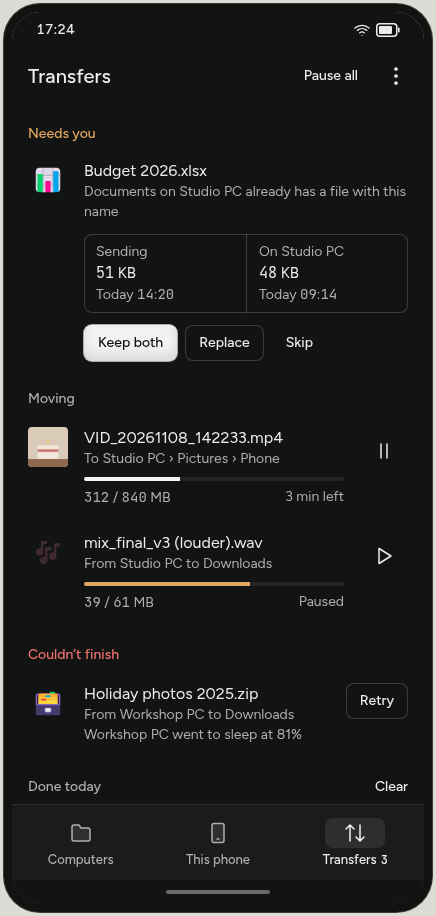 17:24
Transfers
Pause all
Needs you
Budget 2026.xlsx
Documents on Studio PC already has a file with this
name
Sending
51 KB
Today 14:20
On Studio PC
48 KB
Today 09:14
Keep both
Replace
Skip
Moving
VID_20261108_142233.mp4
To Studio PC › Pictures › Phone
312 / 840 MB
3 min left
mix_final_v3 (louder).wav
From Studio PC to Downloads
39 / 61 MB
Paused
Couldn’t finish
Holiday photos 2025.zip
From Workshop PC to Downloads
Workshop PC went to sleep at 81%
Retry
Done today
Clear
Computers
This phone
Transfers 3